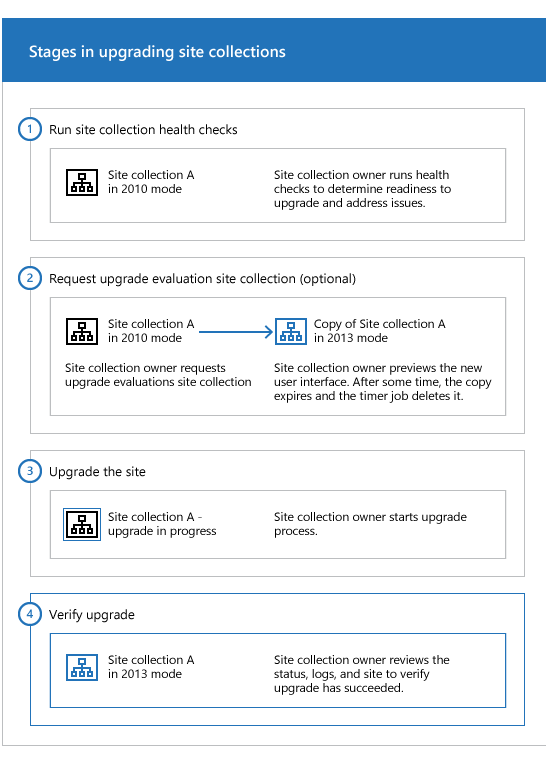 Stages in upgrading site collections
1
Run site collection health checks
Site collection A
in 2010 mode
Site collection owner runs health
checks to determine readiness to
upgrade and address issues.
2
Request upgrade evaluation site collection (optional)
Site collection A
in 2010 mode
Copy of Site collection A
in 2013 mode
Site collection owner requests
upgrade evaluations site collection
Site collection owner previews the new
user interface. After some time, the copy
expires and the timer job deletes it.
3
Upgrade the site
Site collection A -
upgrade in progress
Site collection owner starts upgrade
process.
4
Verify upgrade
Site collection A
in 2013 mode
Site collection owner reviews the
status, logs, and site to verify
upgrade has succeeded.